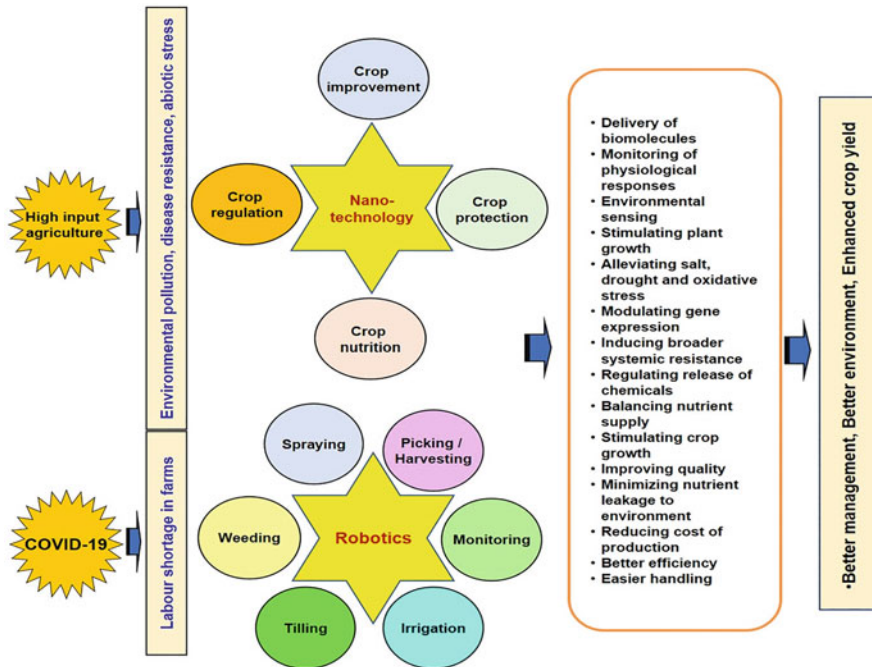 High input
agriculture
Environmental pollution, disease resistance, abiotic stress
Crop
improvement
Crop
regulation
Nano-
technology
Crop
protection
Crop
nutrition
COVID-19
Labour shortage in farms
Spraying
Picking /
Harvesting
Weeding
Robotics
Monitoring
Tilling
Irrigation
• Delivery of
biomolecules
• Monitoring of
physiological
responses
• Environmental
sensing
• Stimulating plant
growth
• Alleviating salt,
drought and oxidative
stress
• Modulating gene
expression
• Inducing broader
systemic resistance
• Regulating release of
chemicals
• Balancing nutrient
supply
• Stimulating crop
growth
• Improving quality
• Minimizing nutrient
leakage to
environment
• Reducing cost of
production
• Better efficiency
• Easier handling
•Better management, Better environment, Enhanced crop yield